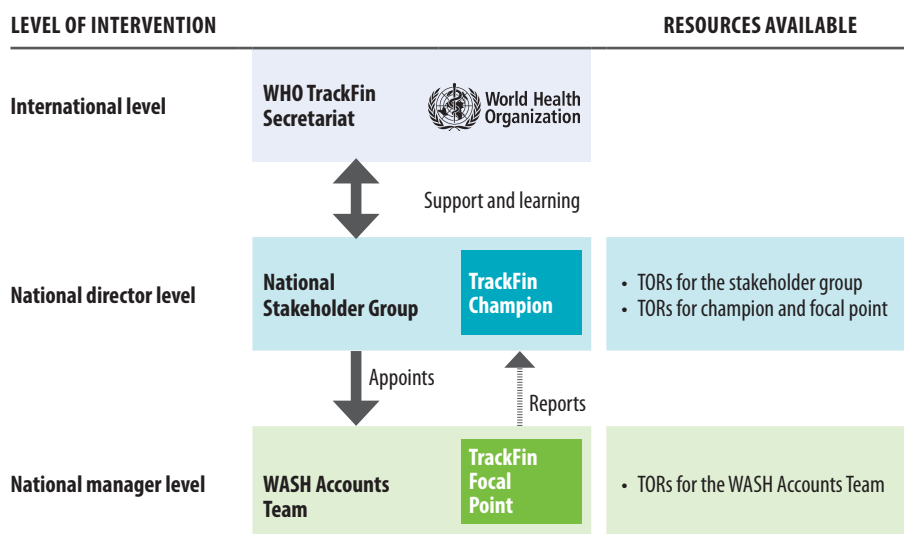 LEVEL OF INTERVENTION
RESOURCES AVAILABLE
International level
WHO TrackFin
Secretariat
World Health
Organization
Support and learning
National director level
National
Stakeholder Group
TrackFin
Champion
• TORs for the stakeholder group
• TORs for champion and focal point
Appoints
Reports
National manager level
WASH Accounts
Team
TrackFin
Focal
Point
• TORs for the WASH Accounts Team